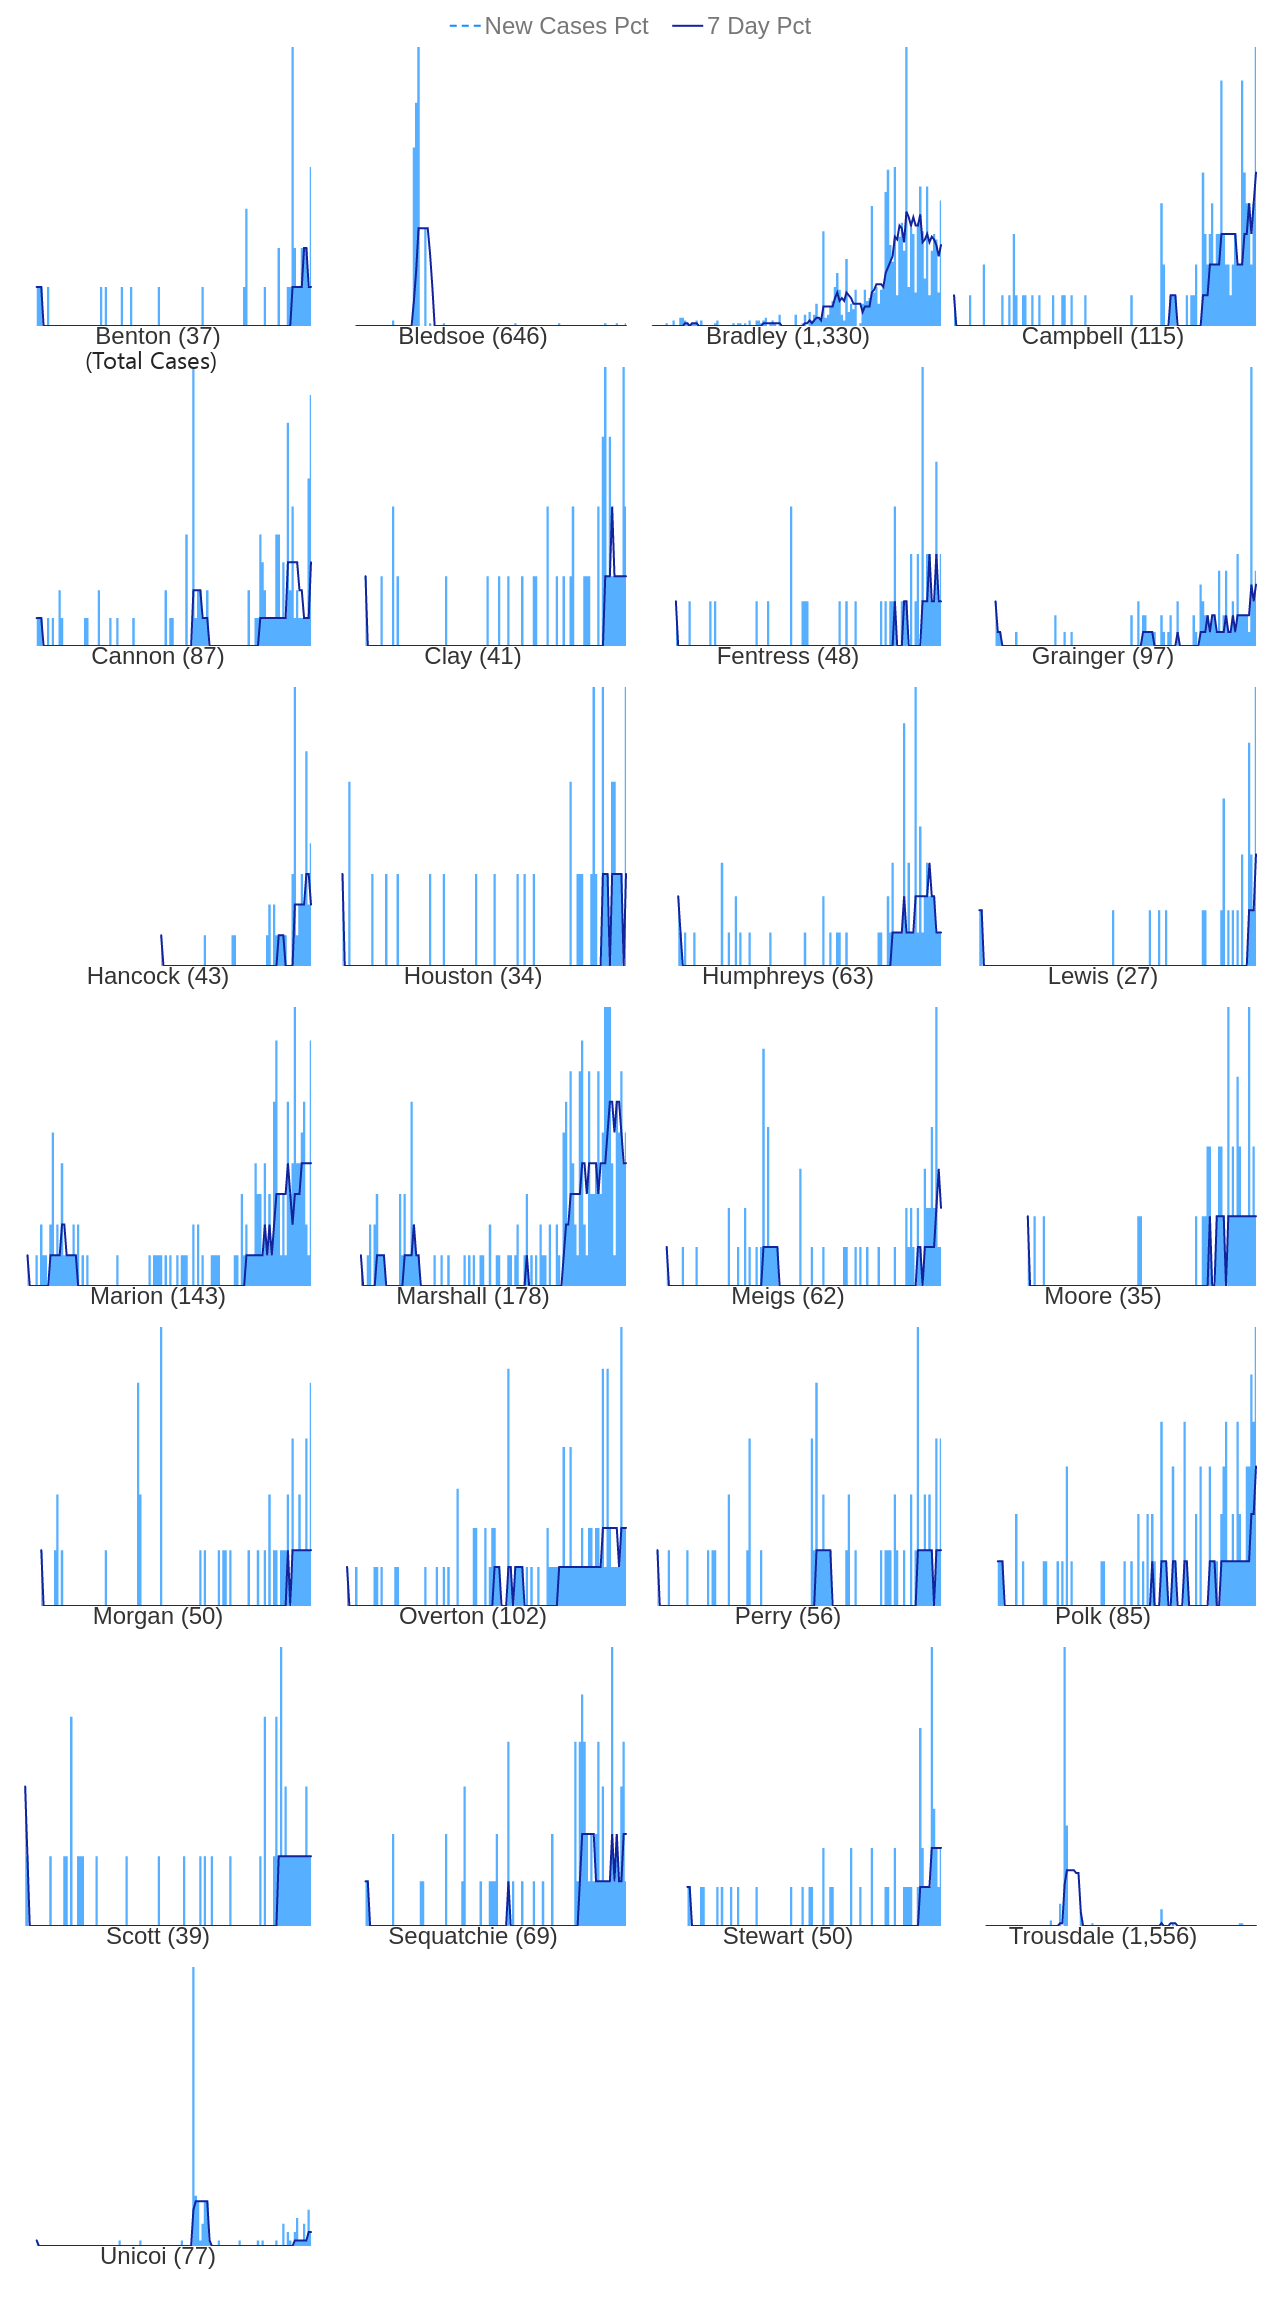 New Cases Pct 7 Day Pct
Benton (37) Bledsoe (646) Bradley (1,330) Campbell (115)
(Total Cases)
Cannon (87) Clay (41) Fentress (48) Grainger (97)
Hancock (43) Houston (34) Humphreys (63) Lewis (27)
Marion (143) Marshall (178) Meigs (62) Moore (35)
Morgan (50) Overton (102) Perry (56) Polk (85)
Scott (39) Sequatchie (69) Stewart (50) Trousdale (1,556)
Unicoi (77)